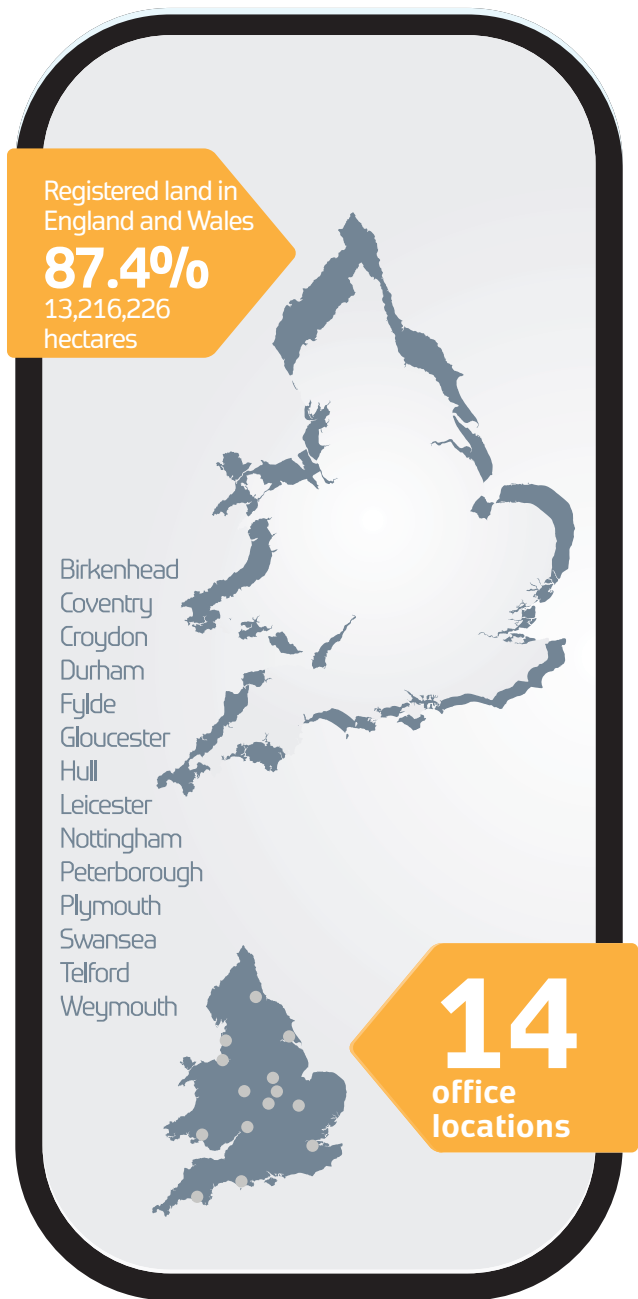 Registered land in
England and Wales
87.4%
13,216,226
hectares
Birkenhead
Coventry
Croydon
Durham
Fylde
Gloucester
Hull
Leicester
Nottingham
Peterborough
Plymouth
Swansea
Telford
Weymouth
14
office
locations